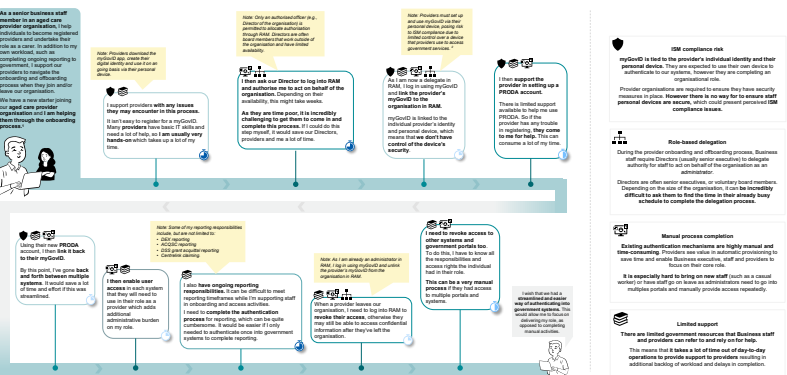 As a senior business staff
member in an aged care
provider organisation, I help
individuals to become
registered providers and
undertake their
role as a carer. In addition to my
own workload, such as
completing ongoing reporting to
government, I support our
providers to navigate the
onboarding and offboarding
process when they join and/or
leave our organisation.
We have a new starter joining
our aged care provider
organisation and I am helping
them through the onboarding
process.
Note: Providers download the
myGovID app, create their
digital identity and use it on an
going basis via their personal
device.
I support providers with any issues
they may encounter in this process.
It isn't easy to register for a myGovID.
Many providers have basic IT skills and
need a lot of help, so I am usually very
hands-on which takes up a lot of my
time.
Note: Only an authorised officer (e.g.,
Director of the organisation) is
permitted to allocate authorisation
through RAM. Directors are often
board members that work outside of
the organisation and have limited
availability.
I then ask our Director to log into RAM
and authorise me to act on behalf of the
organisation. Depending on their
availability, this might take weeks.
As they are time poor, it is incredibly
challenging to get them to come in and
complete this process. If I could do this
step myself, it would save our Directors,
providers and me a lot of time.
Note: Providers must set up
and use myGovID via their
personal device, posing risk
to ISM compliance due to
limited control over a device
that providers use to access
government services.
As I am now a delegate in
RAM, I log in using myGovID
and link the provider's
myGovID to the
organisation in RAM.
myGovID is linked to the
individual provider's identity
and personal device, which
means that we don't have
control of the device's
security.
I then support the
provider in setting up a
PRODA account.
There is limited support
available to help me use
PRODA. So if the
provider has any trouble
in registering, they come
to me for help. This can
consume a lot of my time.
Using their new PRODA
account, I then link it back
to their myGovID.
By this point, I've gone back
and forth between multiple
systems. It would save a lot
of time and effort if this was
streamlined.
I then enable user
access in each system
that they will need to
use in their role as a
provider which adds
additional
administrative burden
on my role.
Note: Some of my reporting responsibilities
include, but are not limited to:
• DEX reporting
• ACQSC reporting
• DSS grant acquittal reporting
• Centrelink claiming.
I also have ongoing reporting
responsibilities. It can be difficult to meet
reporting timeframes while I'm supporting staff
in onboarding and access activities.
I need to complete the authentication
process for reporting, which can be quite
cumbersome. It would be easier if I only
needed to authenticate once into government
systems to complete reporting.
Note: As I am already an administrator in
RAM, I log in using myGovID and unlink
the provider's myGovID from the
organisation in RAM.
When a provider leaves our
organisation, I need to log into RAM to
revoke their access, otherwise they
may still be able to access confidential
information after they've left the
organisation.
I need to revoke access to
other systems and
government portals too.
To do this, I have to know all
the responsibilities and
access rights the individual
had in their role.
This can be a very manual
process if they had access
to multiple portals and
systems.
I wish that we had a
streamlined and easier
way of authenticating into
government systems. This
would allow me to focus on
delivering my role, as
opposed to completing
manual activities.
ISM compliance risk
myGovID is tied to the provider's individual identity and their
personal device. They are expected to use their own device to
authenticate to our systems, however they are completing an
organisational role.
Provider organisations are required to ensure they have security
measures in place. However there is no way for to ensure staff
personal devices are secure, which could present perceived ISM
compliance issues.
Role-based delegation
During the provider onboarding and offboarding process, Business
staff require Directors (usually senior executive) to delegate
authority for staff to act on behalf of the organisation as an
administrator.
Directors are often senior executives, or voluntary board members.
Depending on the size of the organisation, it can be incredibly
difficult to ask them to find the time in their already busy
schedule to complete the delegation process.
Manual process completion
Existing authentication mechanisms are highly manual and
time-consuming. Providers see value in automatic provisioning to
save time and enable Business executive, staff and providers to
focus on their core role.
It is especially hard to bring on new staff (such as a casual
worker) or have staff go on leave as administrators need to go into
multiple portals and manually provide access repeatedly.
Limited support
There are limited government resources that Business staff
and providers can refer to and rely on for help.
This means that it takes a lot of time out of day-to-day
operations to provide support to providers resulting in
additional backlog of workload and delays in completion.